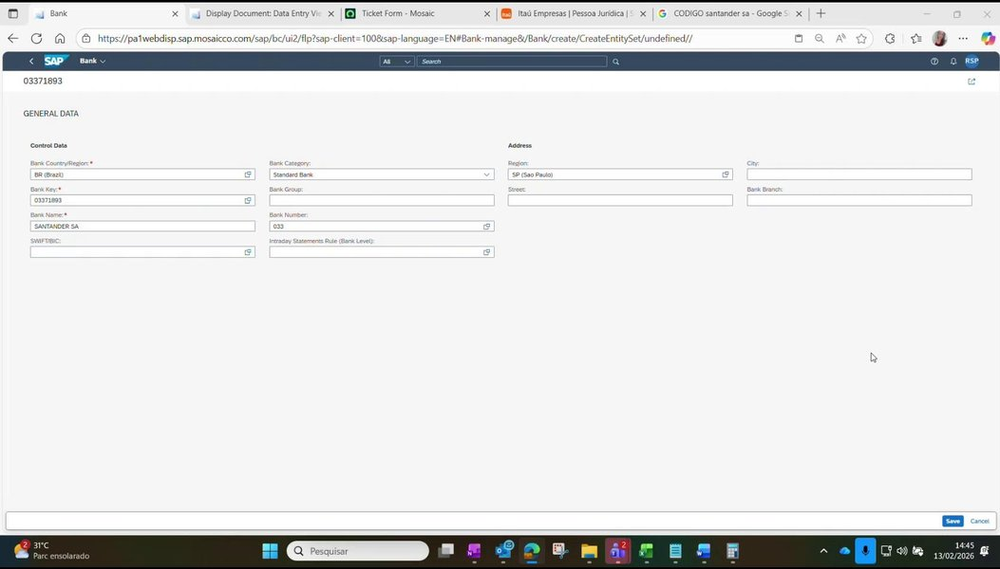 Bank
Display Document: Data Entry Vie
Ticket Form - Mosaic
Itaú Empresas | Pessoa Jurídica | S
CODIGO santander sa - Google S
https://pa1webdisp.sap.mosaicco.com/sap/bc/ui2/flp?sap-client=100&sap-language=EN#Bank-manage&/Bank/create/CreateEntitySet/undefined//
SAP Bank All Search RSP
03371893
GENERAL DATA
Control Data
Address
Bank Country/Region: *
Bank Category:
Region:
City:
BR (Brazil)
Standard Bank
SP (Sao Paulo)
Bank Key: *
Bank Group:
Street:
Bank Branch:
03371893
Bank Name: *
Bank Number:
SANTANDER SA
033
SWIFT/BIC:
Intraday Statements Rule (Bank Level):
Save Cancel
2
31°C
Parc ensolarado
Pesquisar
2
14:45
13/02/2026